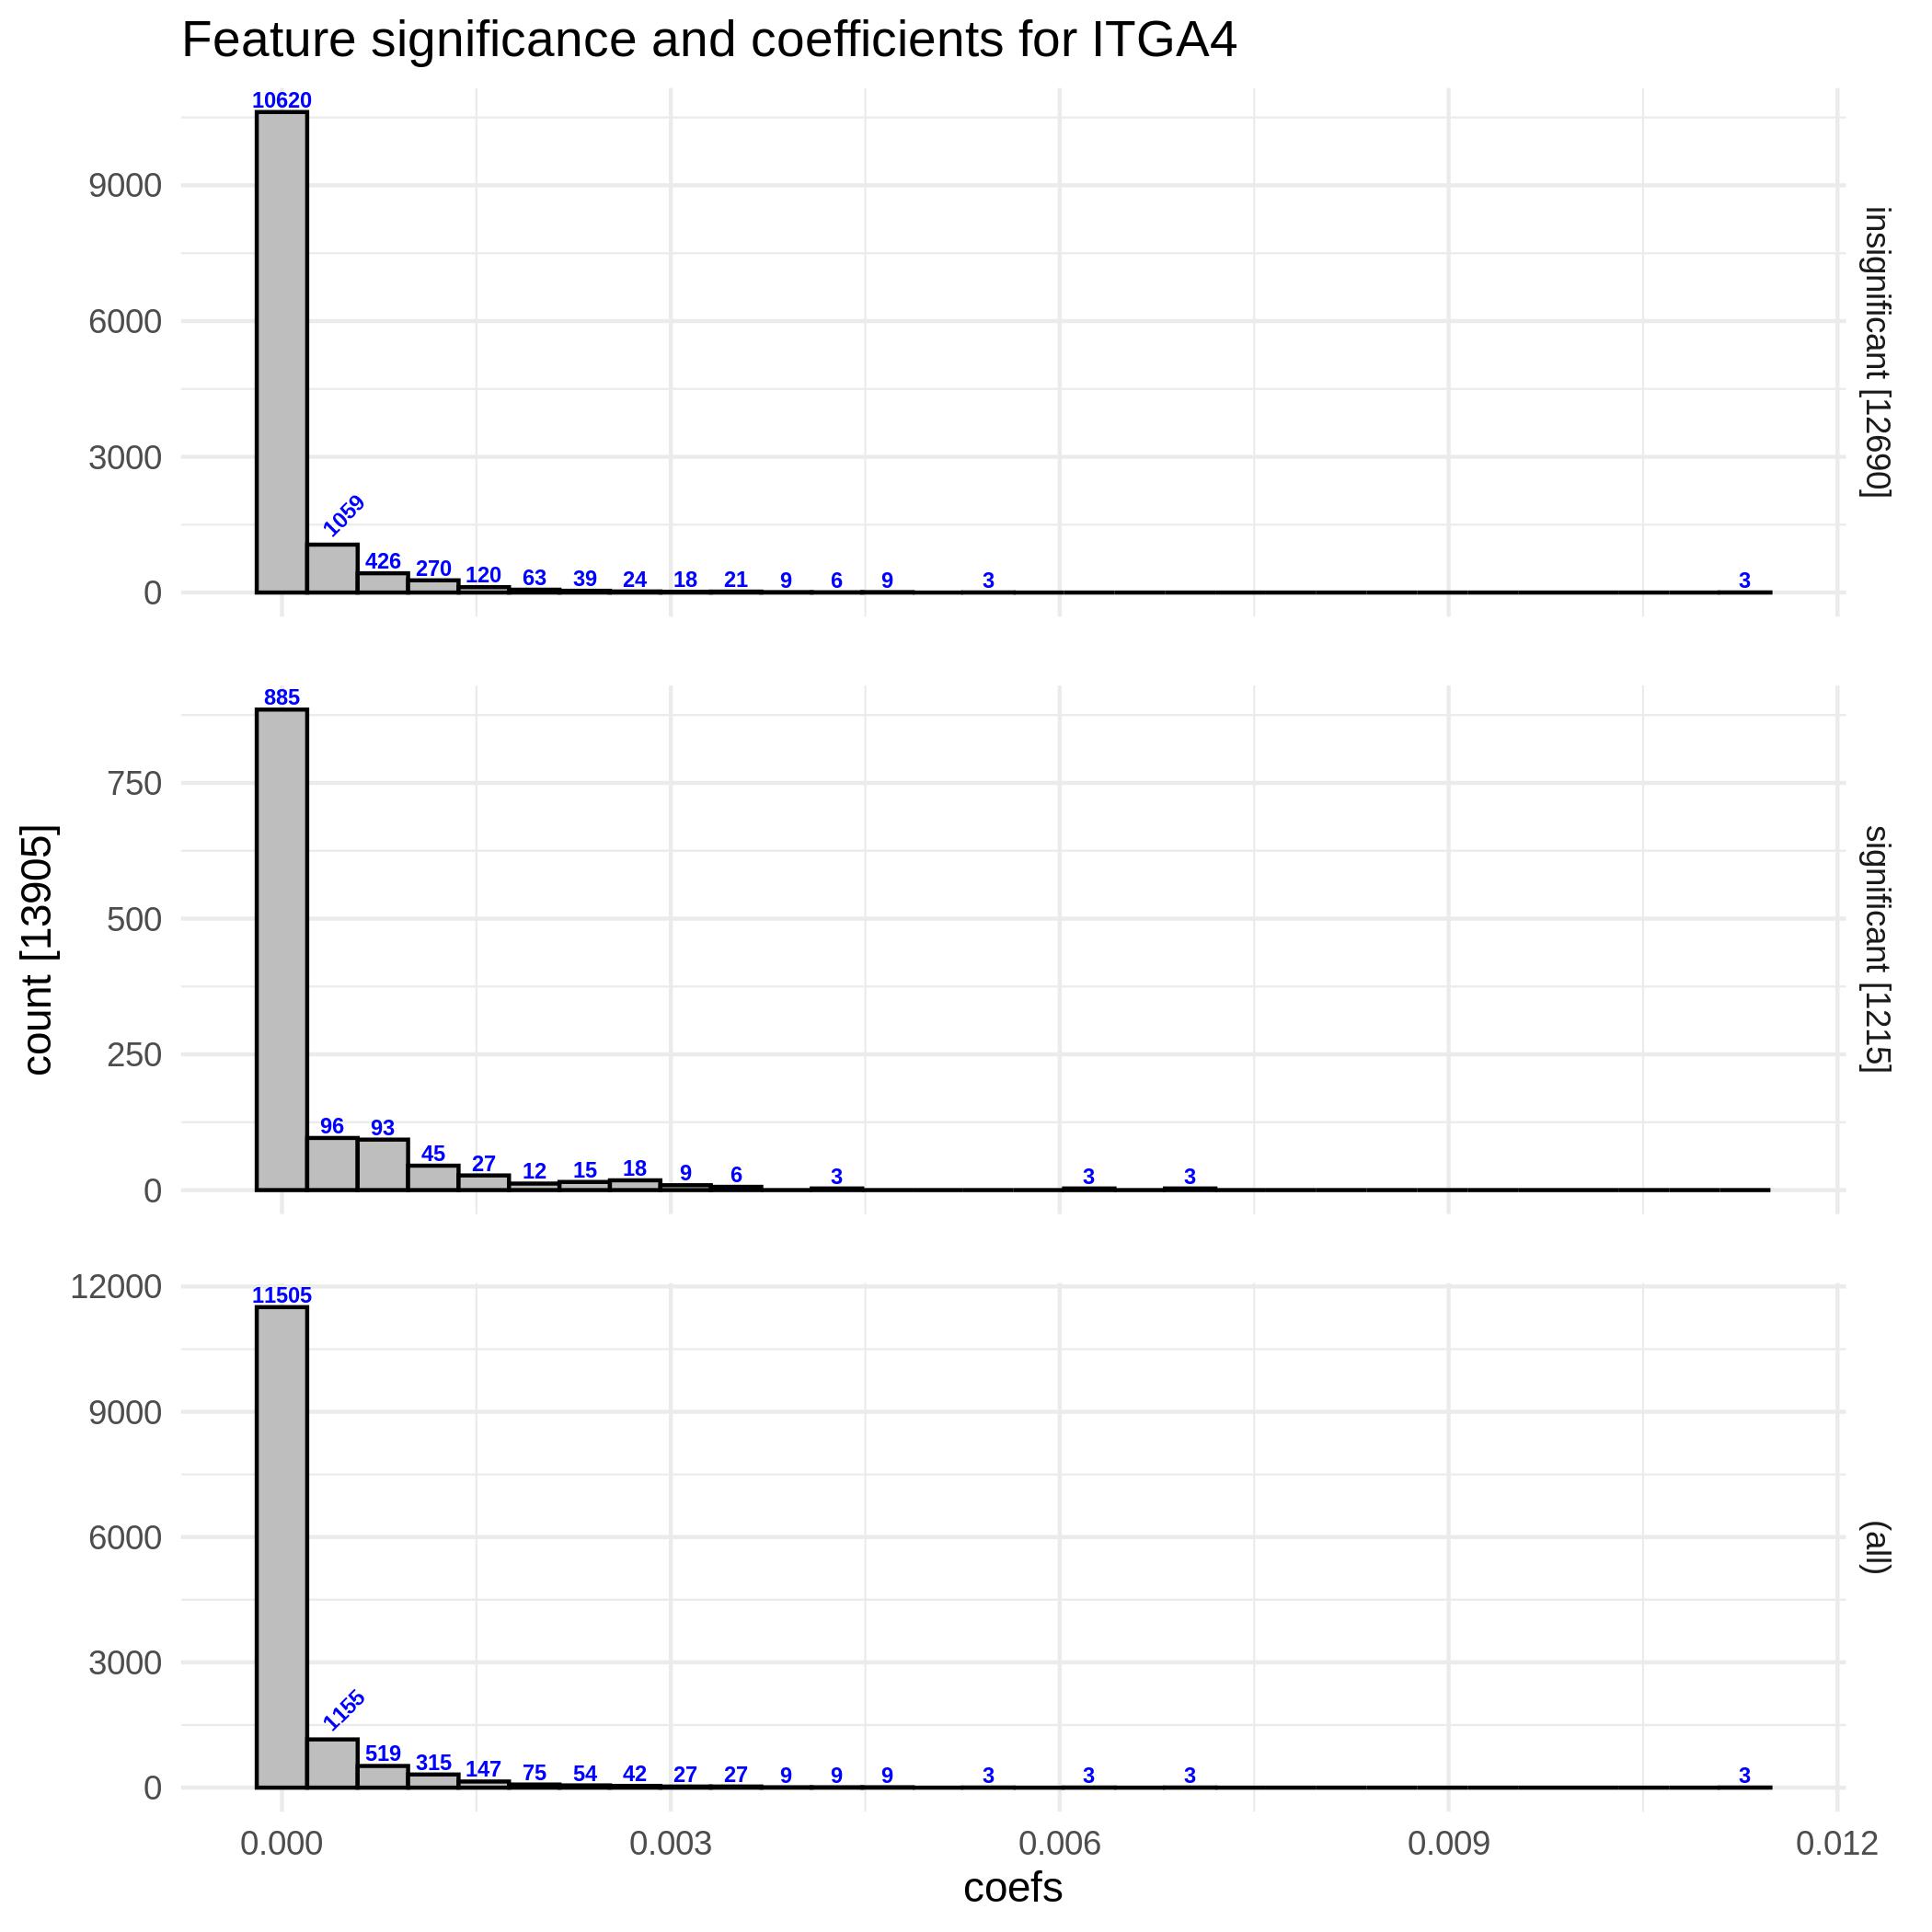 Feature significance and coefficients for ITGA4
count [13905]
10620
1059
426 270 120 63 39 24 18 21 9 6 9 3 3
9000
6000
3000
0
insignificant [12690]
885
96 93 45 27 12 15 18 9 6 3 3 3
750
500
250
0
significant [1215]
11505
1155
519 315 147 75 54 42 27 27 9 9 9 3 3 3 3
12000
9000
6000
3000
0
(all)
0.000 0.003 0.006 0.009 0.012
coefs